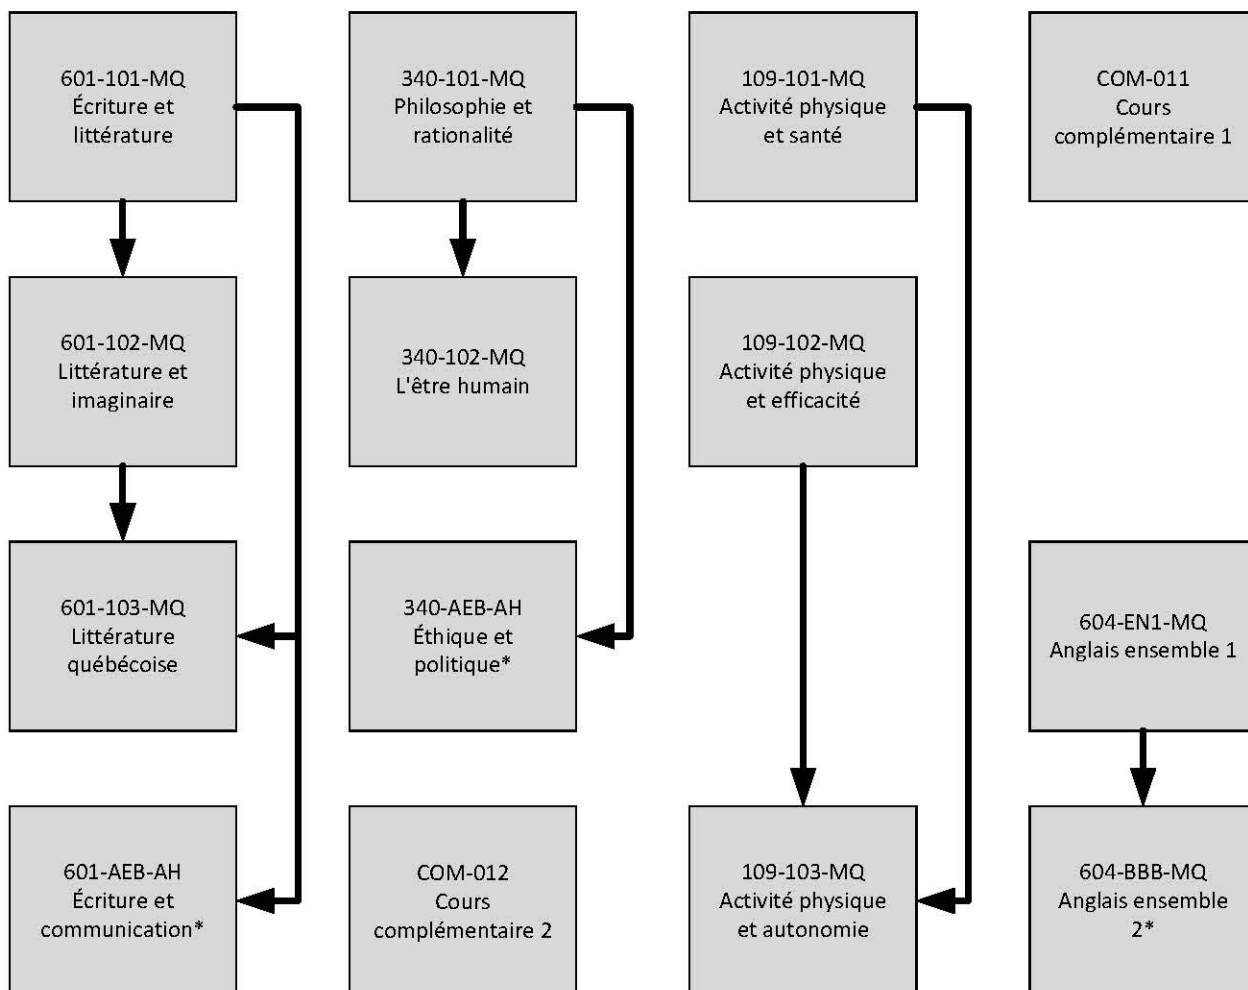 601-101-MQ
Écriture et
littérature
340-101-MQ
Philosophie et
rationalité
109-101-MQ
Activité physique
et santé
COM-011
Cours
complémentaire 1
601-102-MQ
Littérature et
imaginaire
340-102-MQ
L'être humain
109-102-MQ
Activité physique
et efficacité
601-103-MQ
Littérature
québécoise
340-AEB-AH
Éthique et
politique*
604-EN1-MQ
Anglais ensemble 1
601-AEB-AH
Écriture et
communication*
COM-012
Cours
complémentaire 2
109-103-MQ
Activité physique
et autonomie
604-BBB-MQ
Anglais ensemble
2*